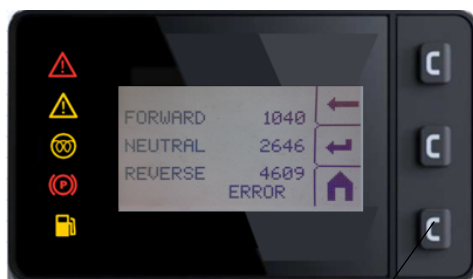 FORWARD 1040
NEUTRAL 2646
REVERSE 4609
ERROR
(P)
C
C
C